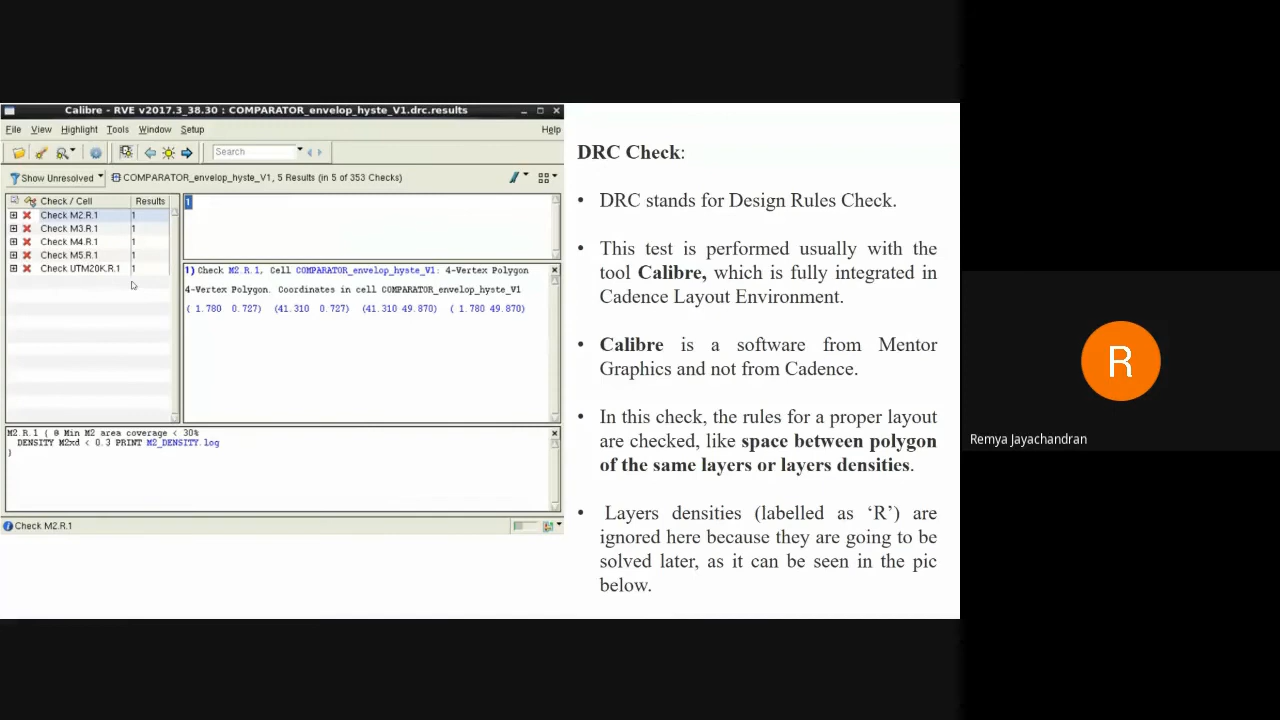 Calibre - RVE v2017.3_38.30 : COMPARATOR_envelop_hyste_V1.drc.results
File View Highlight Tools Window Setup Help
Search
Show Unresolved COMPARATOR_envelop_hyste_V1, 5 Results (in 5 of 353 Checks)
Check / Cell Results
Check M2.R.1 1
Check M3.R.1 1
Check M4.R.1 1
Check M5.R.1 1
Check UTM20K.R.1 1
1
1) Check M2.R.1, Cell COMPARATOR_envelop_hyste_V1: 4-Vertex Polygon
4-Vertex Polygon. Coordinates in cell COMPARATOR_envelop_hyste_V1
( 1.780 0.727) (41.310 0.727) (41.310 49.870) ( 1.780 49.870)
M2.R.1 { @ Min M2 area coverage < 30%
DENSITY M2xd < 0.3 PRINT M2_DENSITY.log
}
Check M2.R.1
DRC Check:
• DRC stands for Design Rules Check.
• This test is performed usually with the
tool Calibre, which is fully integrated in
Cadence Layout Environment.
• Calibre is a software from Mentor
Graphics and not from Cadence.
• In this check, the rules for a proper layout
are checked, like space between polygon
of the same layers or layers densities.
• Layers densities (labelled as ‘R’) are
ignored here because they are going to be
solved later, as it can be seen in the pic
below.
R
Remya Jayachandran